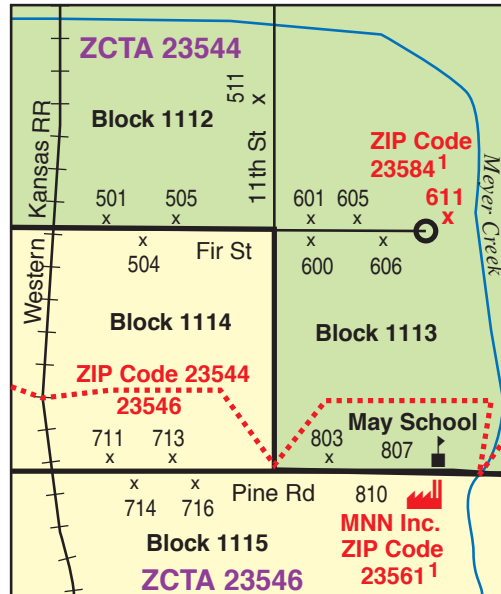 ZCTA 23544
511
Block 1112
Kansas RR
11th St
ZIP Code
23584¹
Meyer Creek
611
x
501
505
601
605
x
x
x
x
x
x
x
x
x
504
Fir St
600
606
Western
Block 1114
Block 1113
ZIP Code 23544
23546
May School
711
713
803
807
x
x
x
x
x
714
716
Pine Rd
810
MNN Inc.
Block 1115
ZIP Code
23561¹
ZCTA 23546